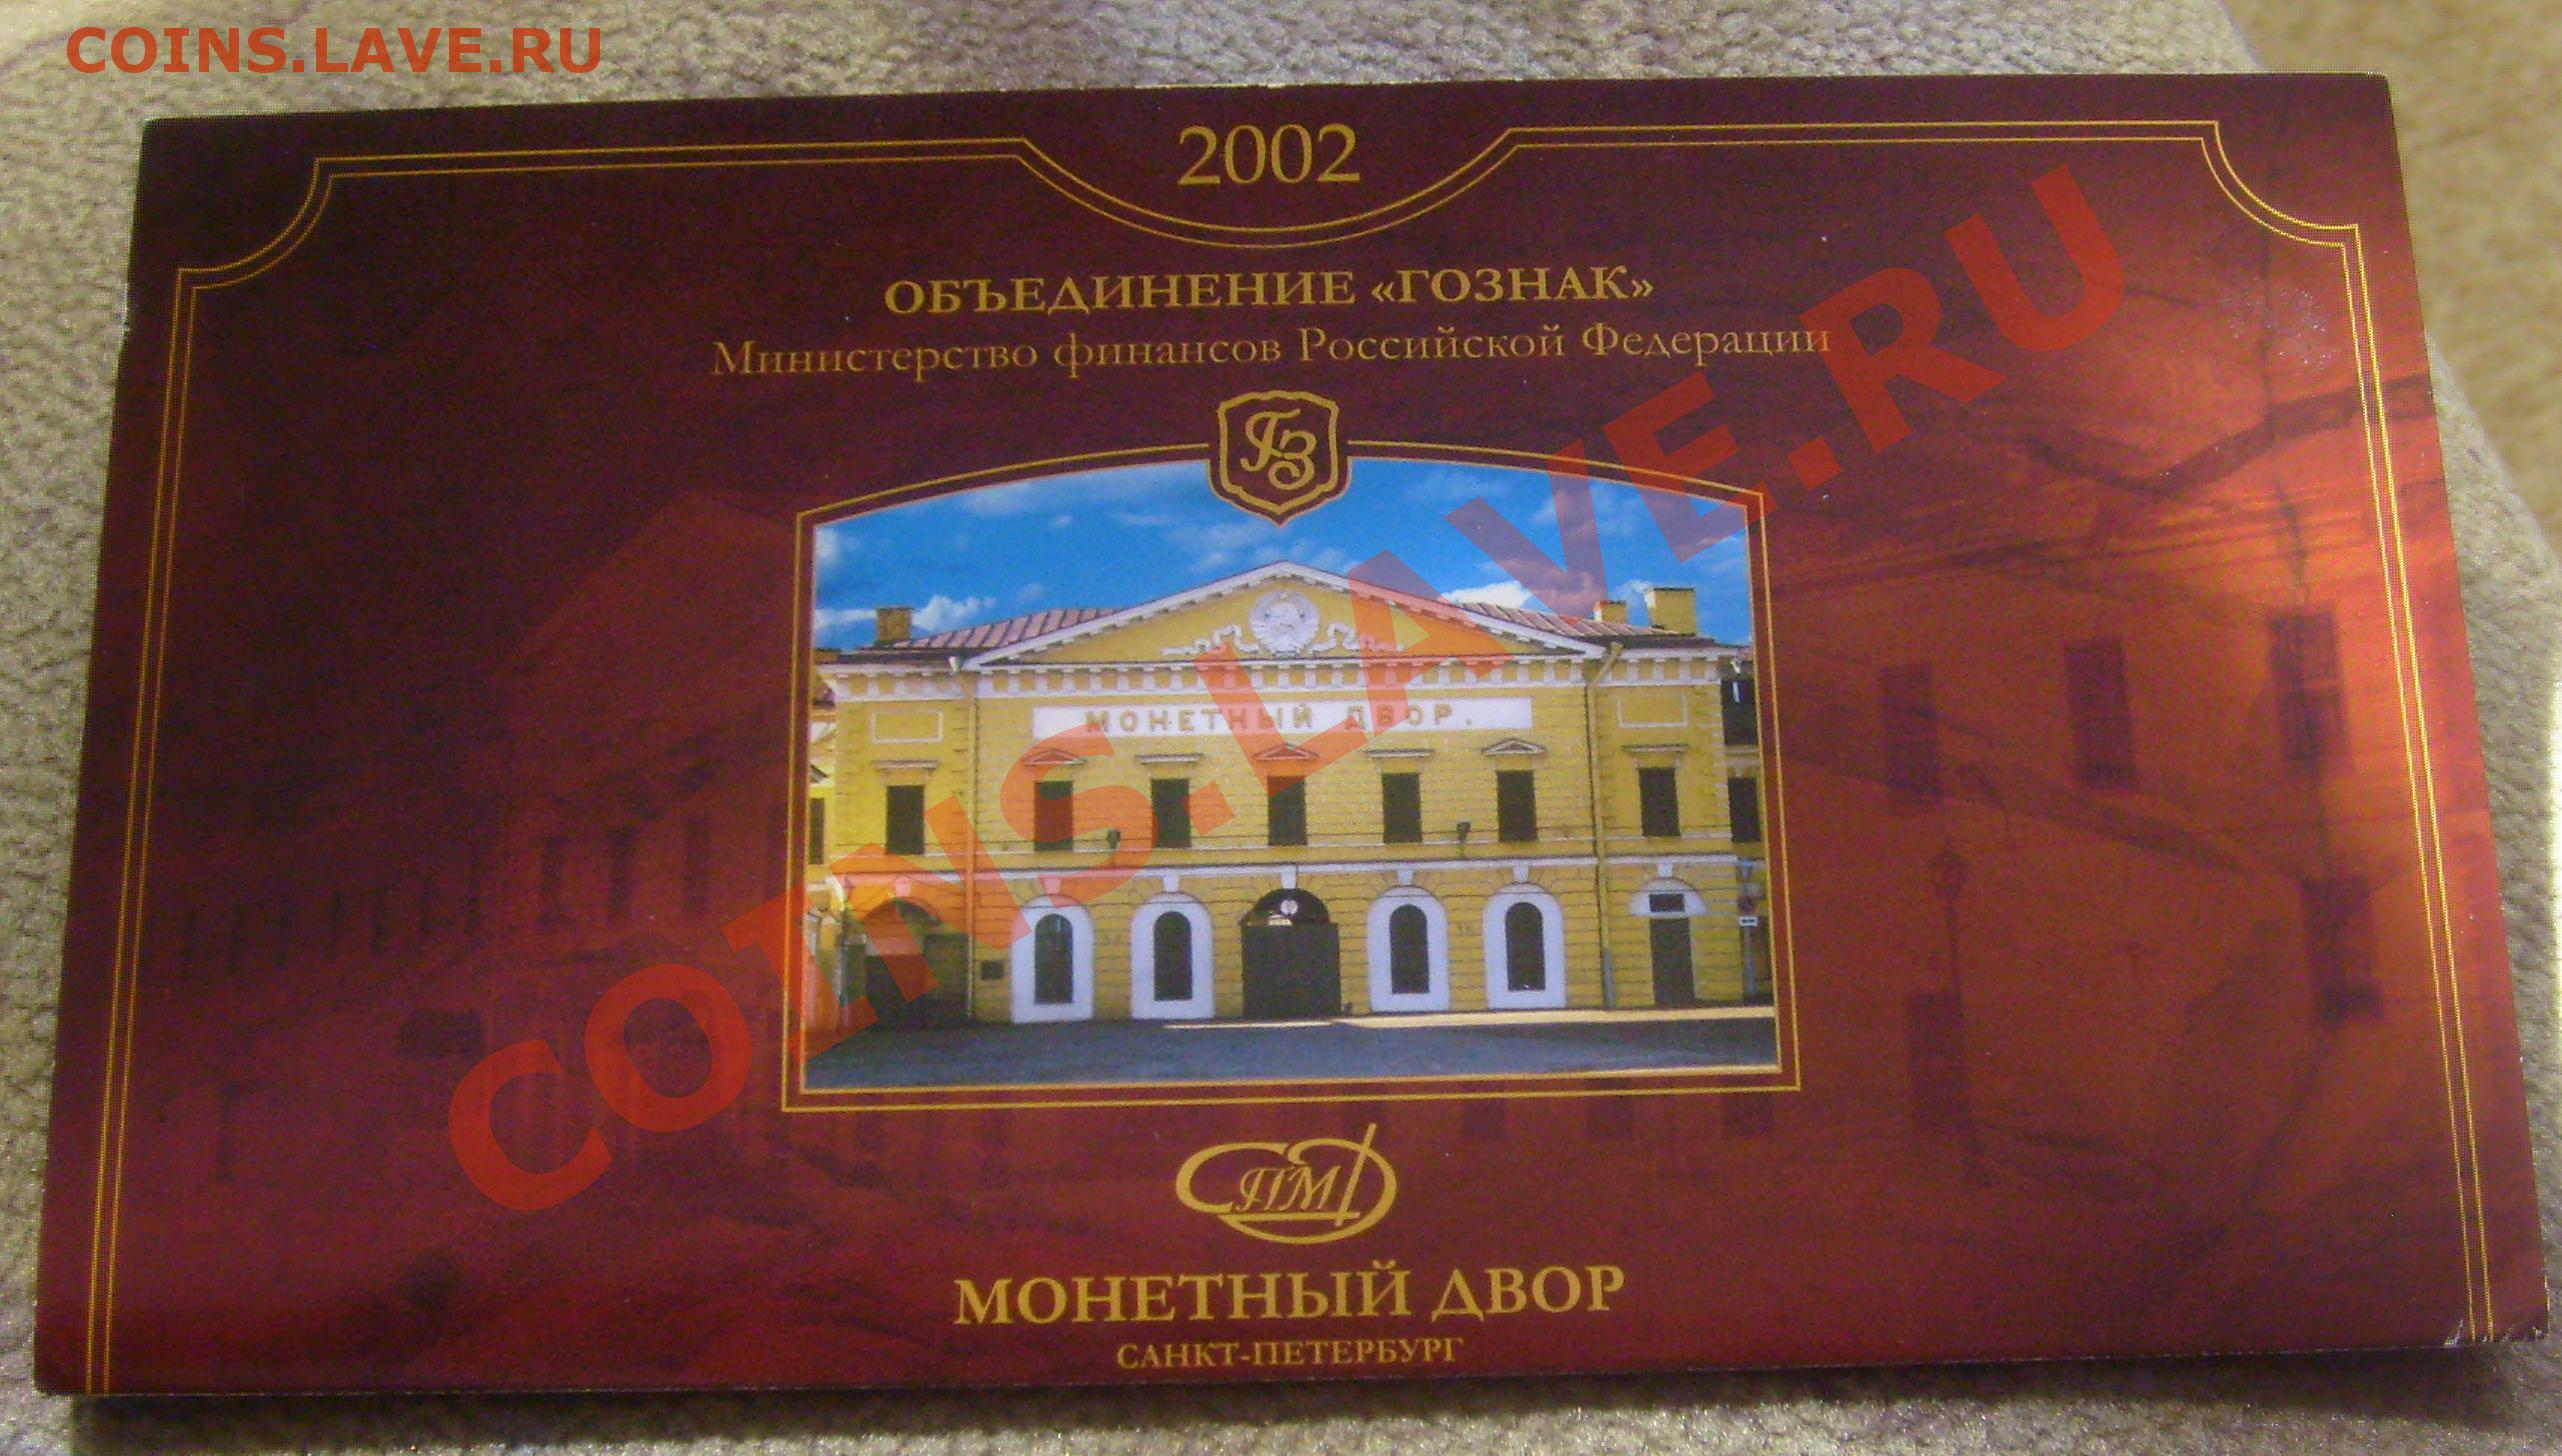 COINS.LAVE.RU
2002
ОБЪЕДИНЕНИЕ «ГОЗНАК»
Министерство финансов Российской Федерации
ГЗ
МОНЕТНЫЙ ДВОР.
COINS.LAVE.RU
СПМД
МОНЕТНЫЙ ДВОР
САНКТ-ПЕТЕРБУРГ